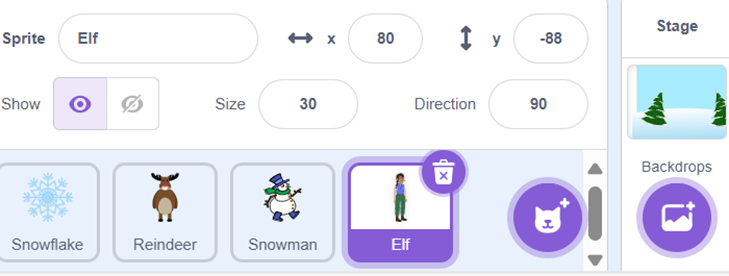 Sprite Elf x 80 y -88
Stage
Show Size 30 Direction 90
Backdrops
Snowflake Reindeer Snowman Elf